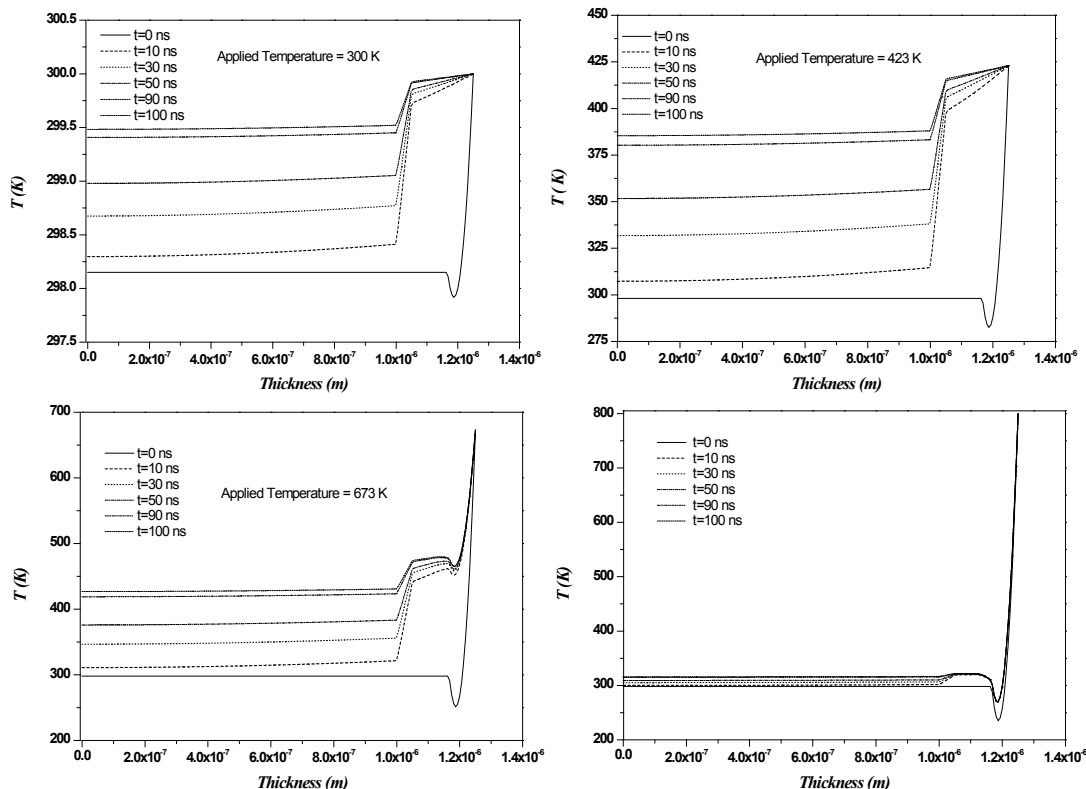 300.5
300.0
299.5
299.0
298.5
298.0
297.5
T (K)
t=0 ns
t=10 ns
t=30 ns
t=50 ns
t=90 ns
t=100 ns
Applied Temperature = 300 K
0.0 2.0x10⁻⁷ 4.0x10⁻⁷ 6.0x10⁻⁷ 8.0x10⁻⁷ 1.0x10⁻⁶ 1.2x10⁻⁶ 1.4x10⁻⁶
Thickness (m)
450
425
400
375
350
325
300
275
T ( K)
t=0 ns
t=10 ns
t=30 ns
t=50 ns
t=90 ns
t=100 ns
Applied Temperature = 423 K
0.0 2.0x10⁻⁷ 4.0x10⁻⁷ 6.0x10⁻⁷ 8.0x10⁻⁷ 1.0x10⁻⁶ 1.2x10⁻⁶ 1.4x10⁻⁶
Thickness (m)
700
600
500
400
300
200
T (K)
t=0 ns
t=10 ns
t=30 ns
t=50 ns
t=90 ns
t=100 ns
Applied Temperature = 673 K
0.0 2.0x10⁻⁷ 4.0x10⁻⁷ 6.0x10⁻⁷ 8.0x10⁻⁷ 1.0x10⁻⁶ 1.2x10⁻⁶ 1.4x10⁻⁶
Thickness (m)
800
700
600
500
400
300
200
T (K)
t=0 ns
t=10 ns
t=30 ns
t=50 ns
t=90 ns
t=100 ns
0.0 2.0x10⁻⁷ 4.0x10⁻⁷ 6.0x10⁻⁷ 8.0x10⁻⁷ 1.0x10⁻⁶ 1.2x10⁻⁶ 1.4x10⁻⁶
Thickness (m)